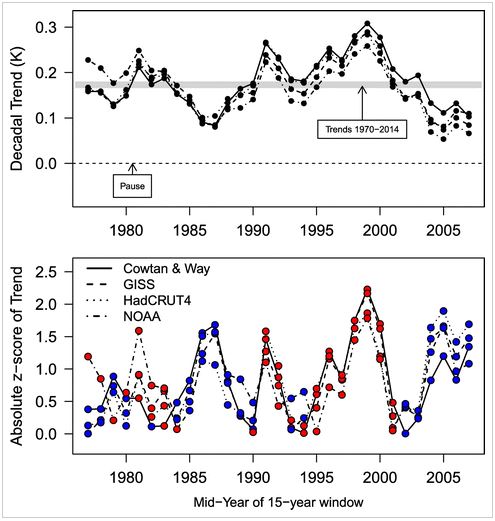 Decadal Trend (K)
0.3
0.2
0.1
0.0
Trends 1970−2014
Pause
1980 1985 1990 1995 2000 2005
Absolute z−score of Trend
2.5
2.0
1.5
1.0
0.5
0.0
Cowtan & Way
GISS
HadCRUT4
NOAA
1980 1985 1990 1995 2000 2005
Mid−Year of 15−year window